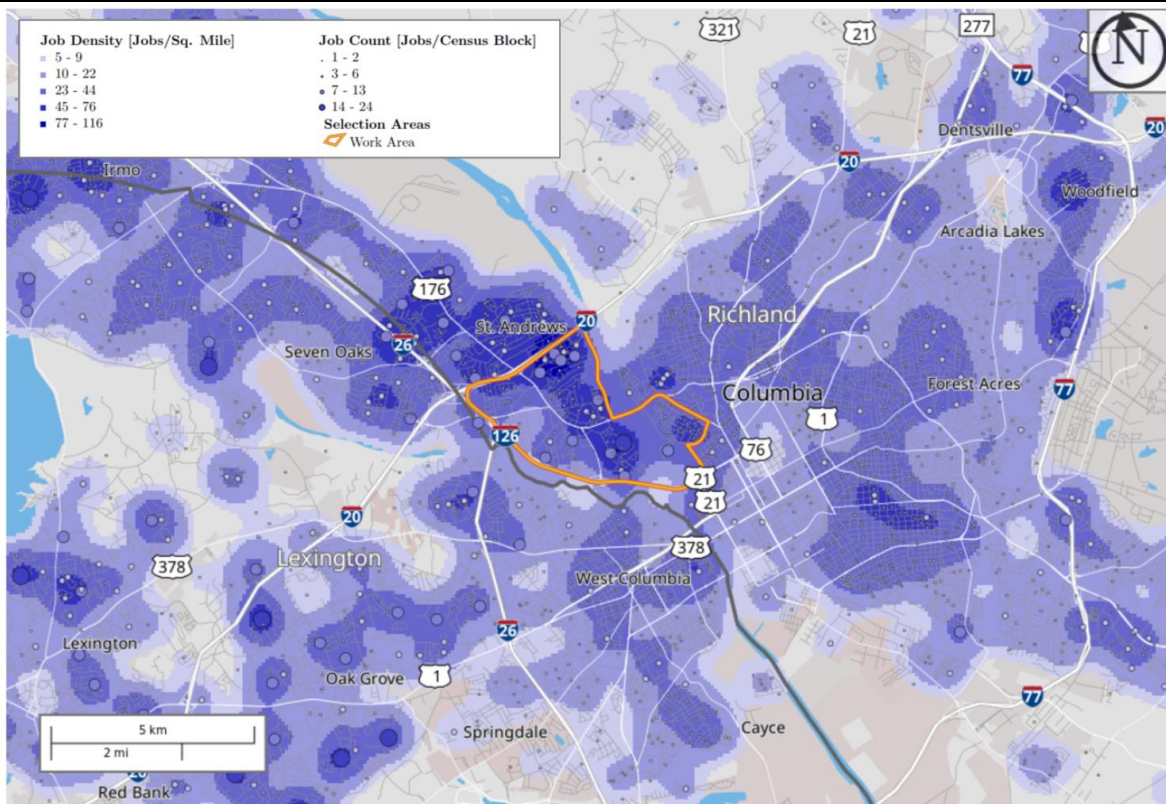 Job Density [Jobs/Sq. Mile]
5 - 9
10 - 22
23 - 44
45 - 76
77 - 116
Job Count [Jobs/Census Block]
. 1 - 2
3 - 6
7 - 13
14 - 24
Selection Areas
Work Area
321
21
277
N
77
20
Dentsville
20
Irmo
Woodfield
Arcadia Lakes
176
Richland
St. Andrews
20
Seven Oaks
26
Columbia
Forest Acres
77
1
126
76
21
21
20
378
Lexington
378
West Columbia
Lexington
26
Oak Grove
1
77
5 km
2 mi
Springdale
Cayce
Red Bank